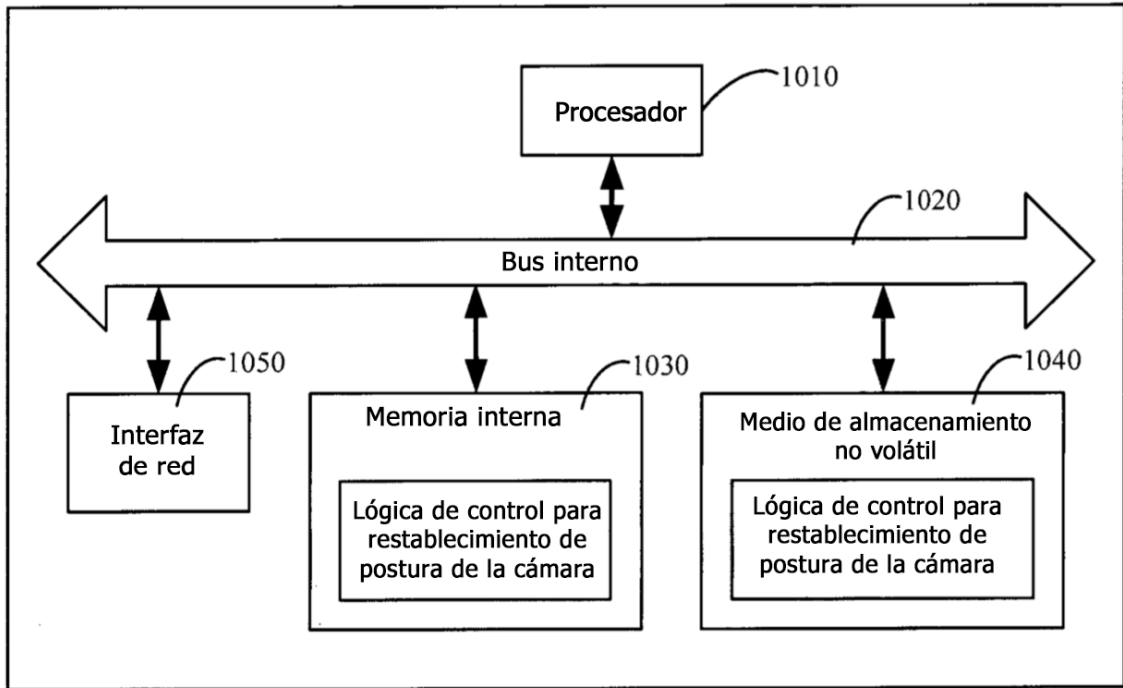 Procesador
1010
1020
Bus interno
1050
Interfaz
de red
1030
Memoria interna
Lógica de control para
restablecimiento de
postura de la cámara
1040
Medio de almacenamiento
no volátil
Lógica de control para
restablecimiento de
postura de la cámara